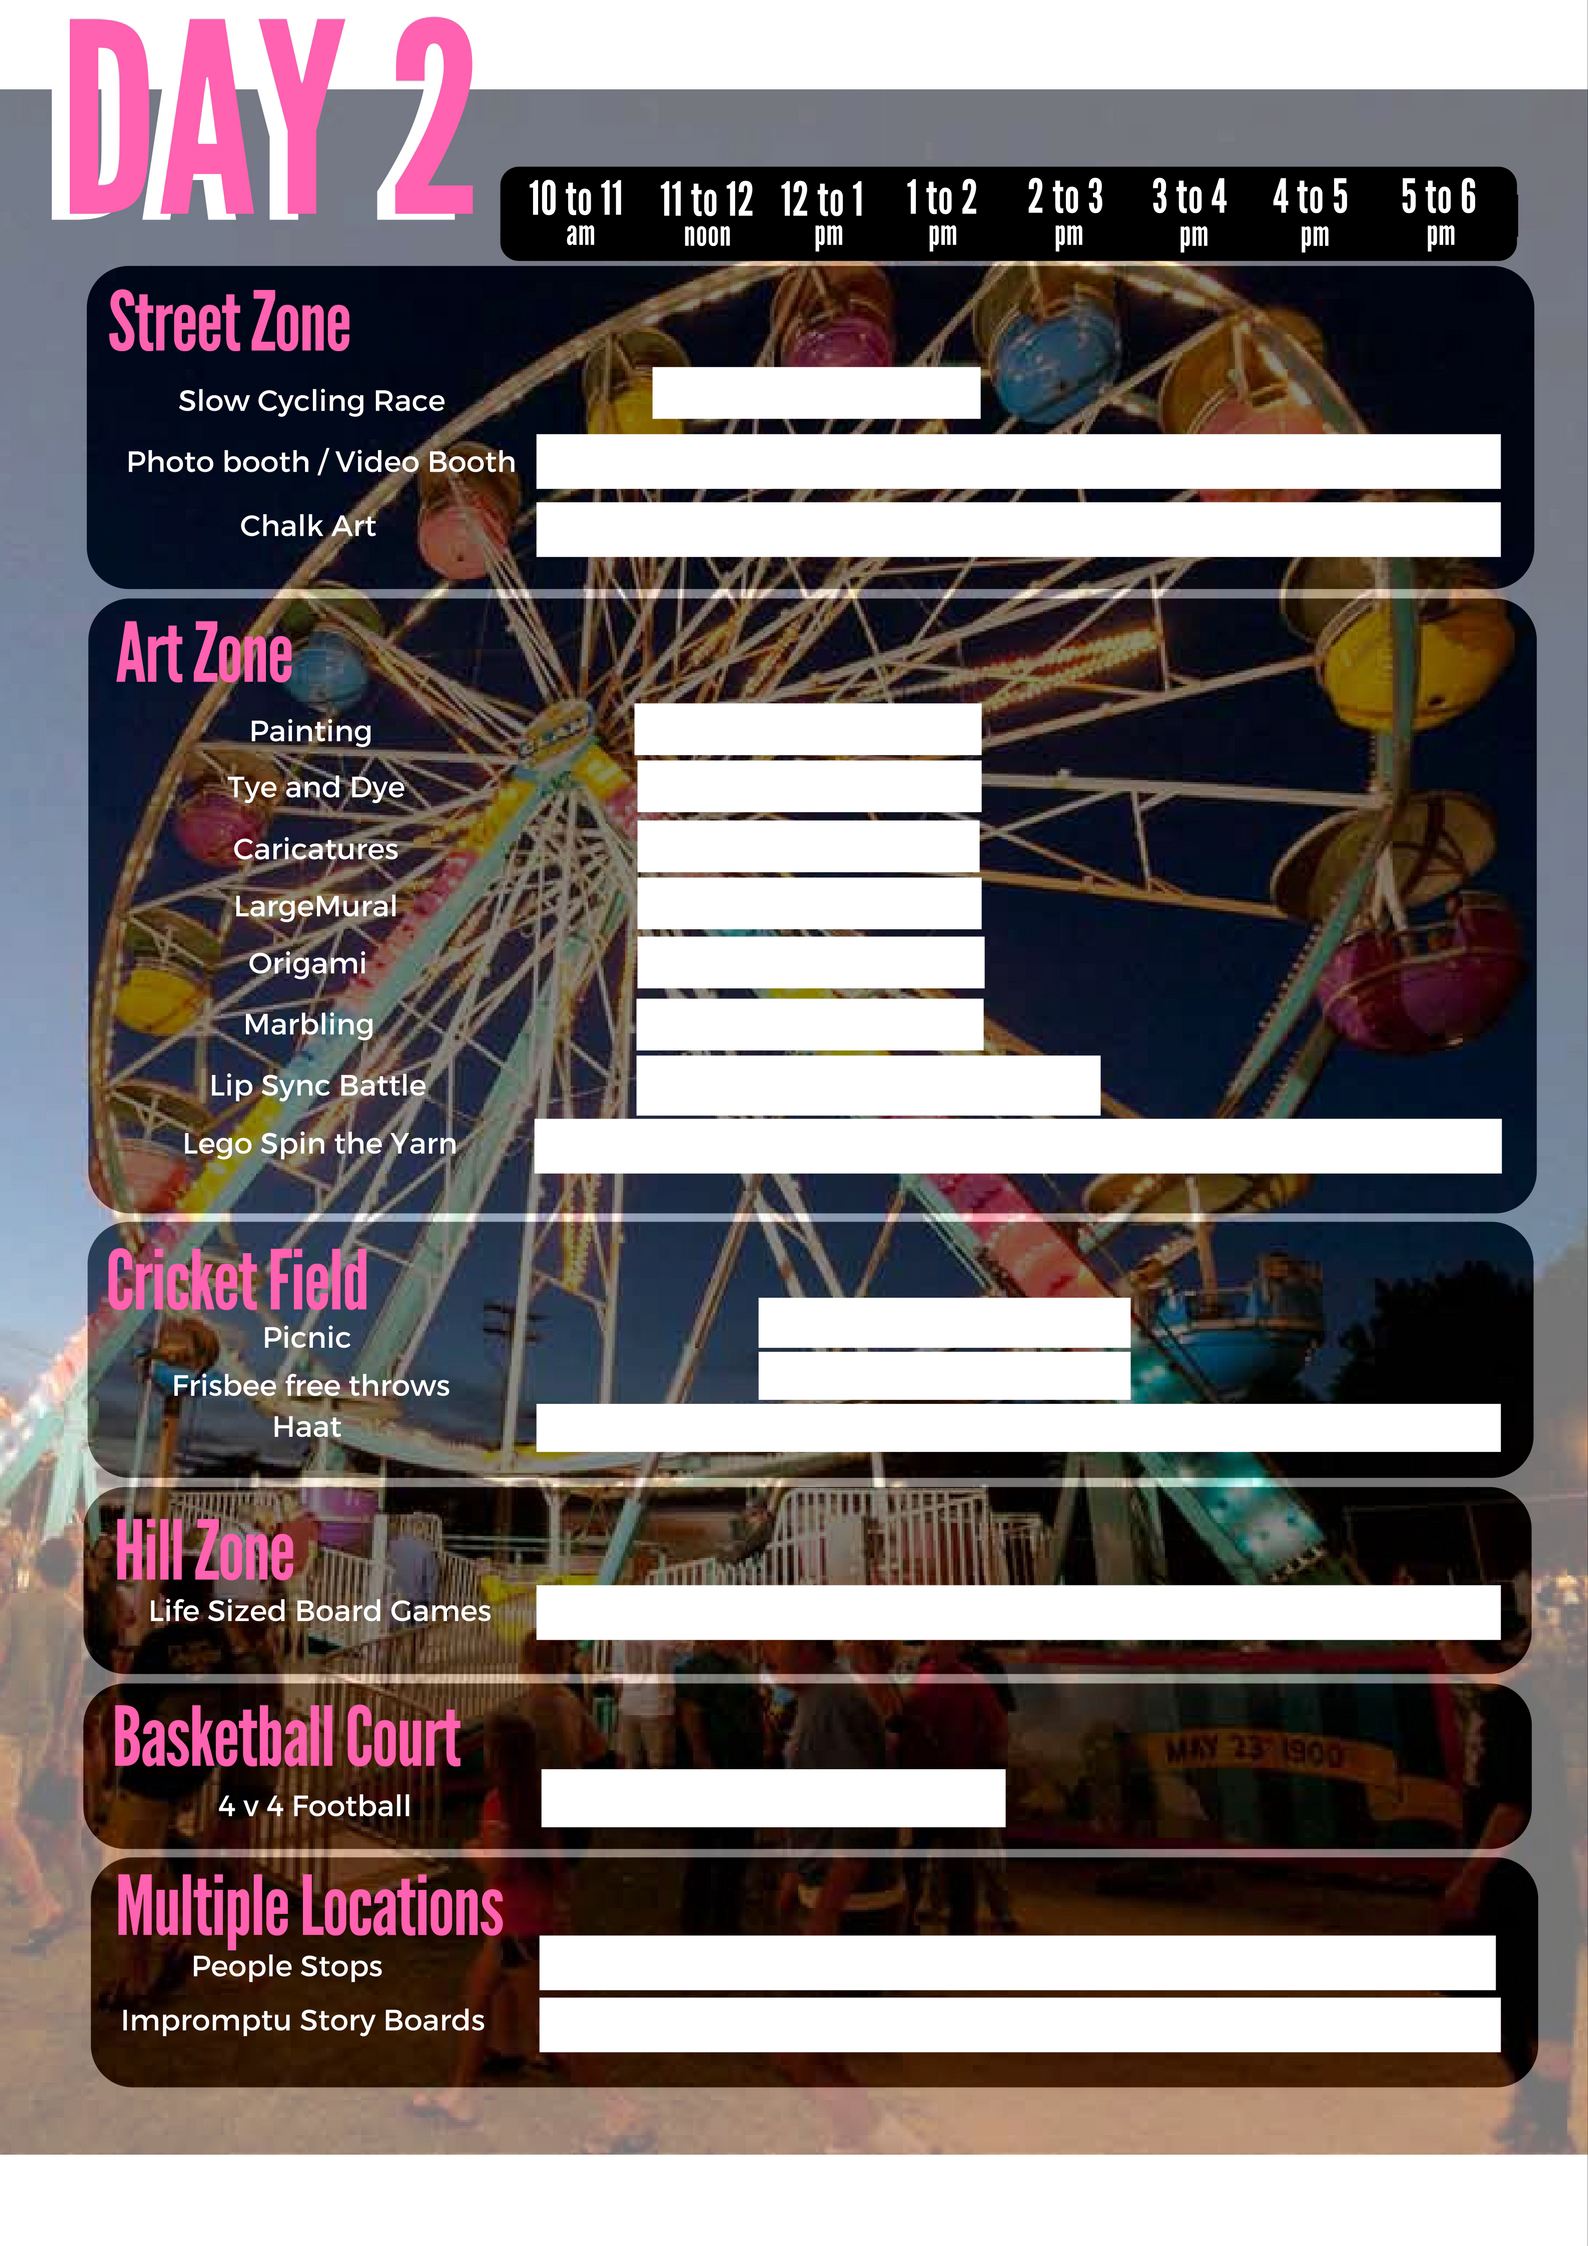 DAY 2
10 to 11 11 to 12 12 to 1 1 to 2 2 to 3 3 to 4 4 to 5 5 to 6
am noon pm pm pm pm pm pm
Street Zone
Slow Cycling Race
Photo booth / Video Booth
Chalk Art
Art Zone
Painting
Tye and Dye
Caricatures
LargeMural
Origami
Marbling
Lip Sync Battle
Lego Spin the Yarn
Cricket Field
Picnic
Frisbee free throws
Haat
Hill Zone
Life Sized Board Games
Basketball Court
MAY 23 1900
4 v 4 Football
Multiple Locations
People Stops
Impromptu Story Boards